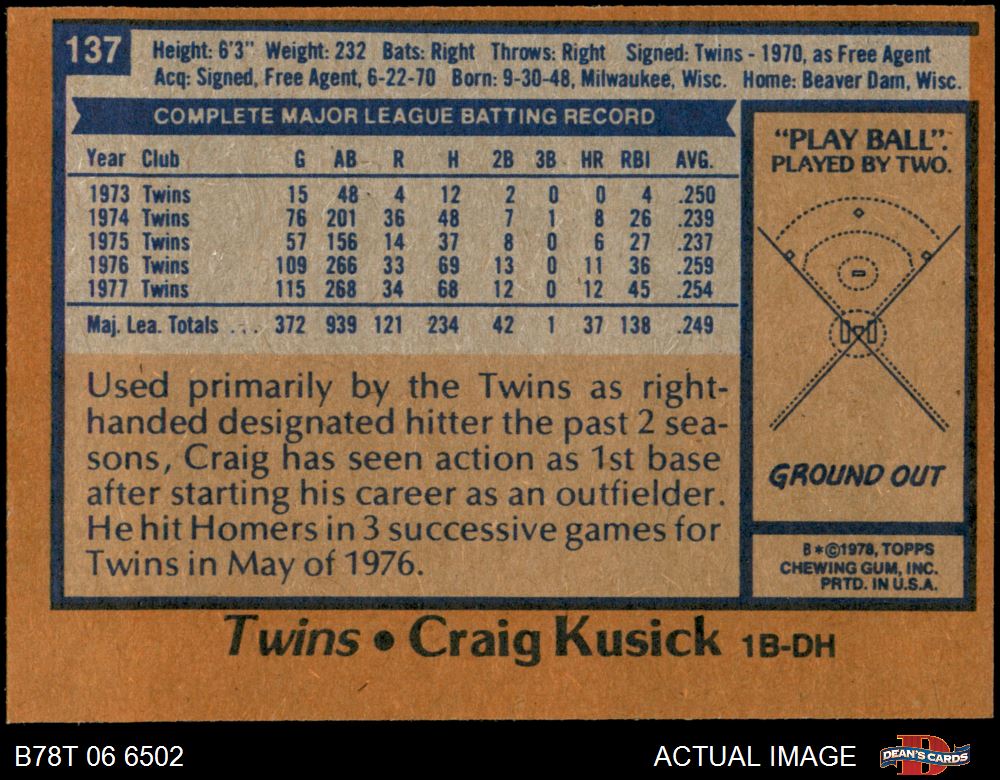 137
Height: 6'3" Weight: 232 Bats: Right Throws: Right Signed: Twins - 1970, as Free Agent
Acq: Signed, Free Agent, 6-22-70 Born: 9-30-48, Milwaukee, Wisc. Home: Beaver Dam, Wisc.
COMPLETE MAJOR LEAGUE BATTING RECORD
Year Club G AB R H 2B 3B HR RBI AVG.
1973 Twins 15 48 4 12 2 0 0 4 .250
1974 Twins 76 201 36 48 7 1 8 26 .239
1975 Twins 57 156 14 37 8 0 6 27 .237
1976 Twins 109 266 33 69 13 0 11 36 .259
1977 Twins 115 268 34 68 12 0 12 45 .254
Maj. Lea. Totals ... 372 939 121 234 42 1 37 138 .249
Used primarily by the Twins as right-
handed designated hitter the past 2 sea-
sons, Craig has seen action as 1st base
after starting his career as an outfielder.
He hit Homers in 3 successive games for
Twins in May of 1976.
"PLAY BALL".
PLAYED BY TWO.
GROUND OUT
B*©1978, TOPPS
CHEWING GUM, INC.
PRTD. IN U.S.A.
Twins • Craig Kusick 1B-DH
B78T 06 6502
ACTUAL IMAGE
DEAN'S CARDS